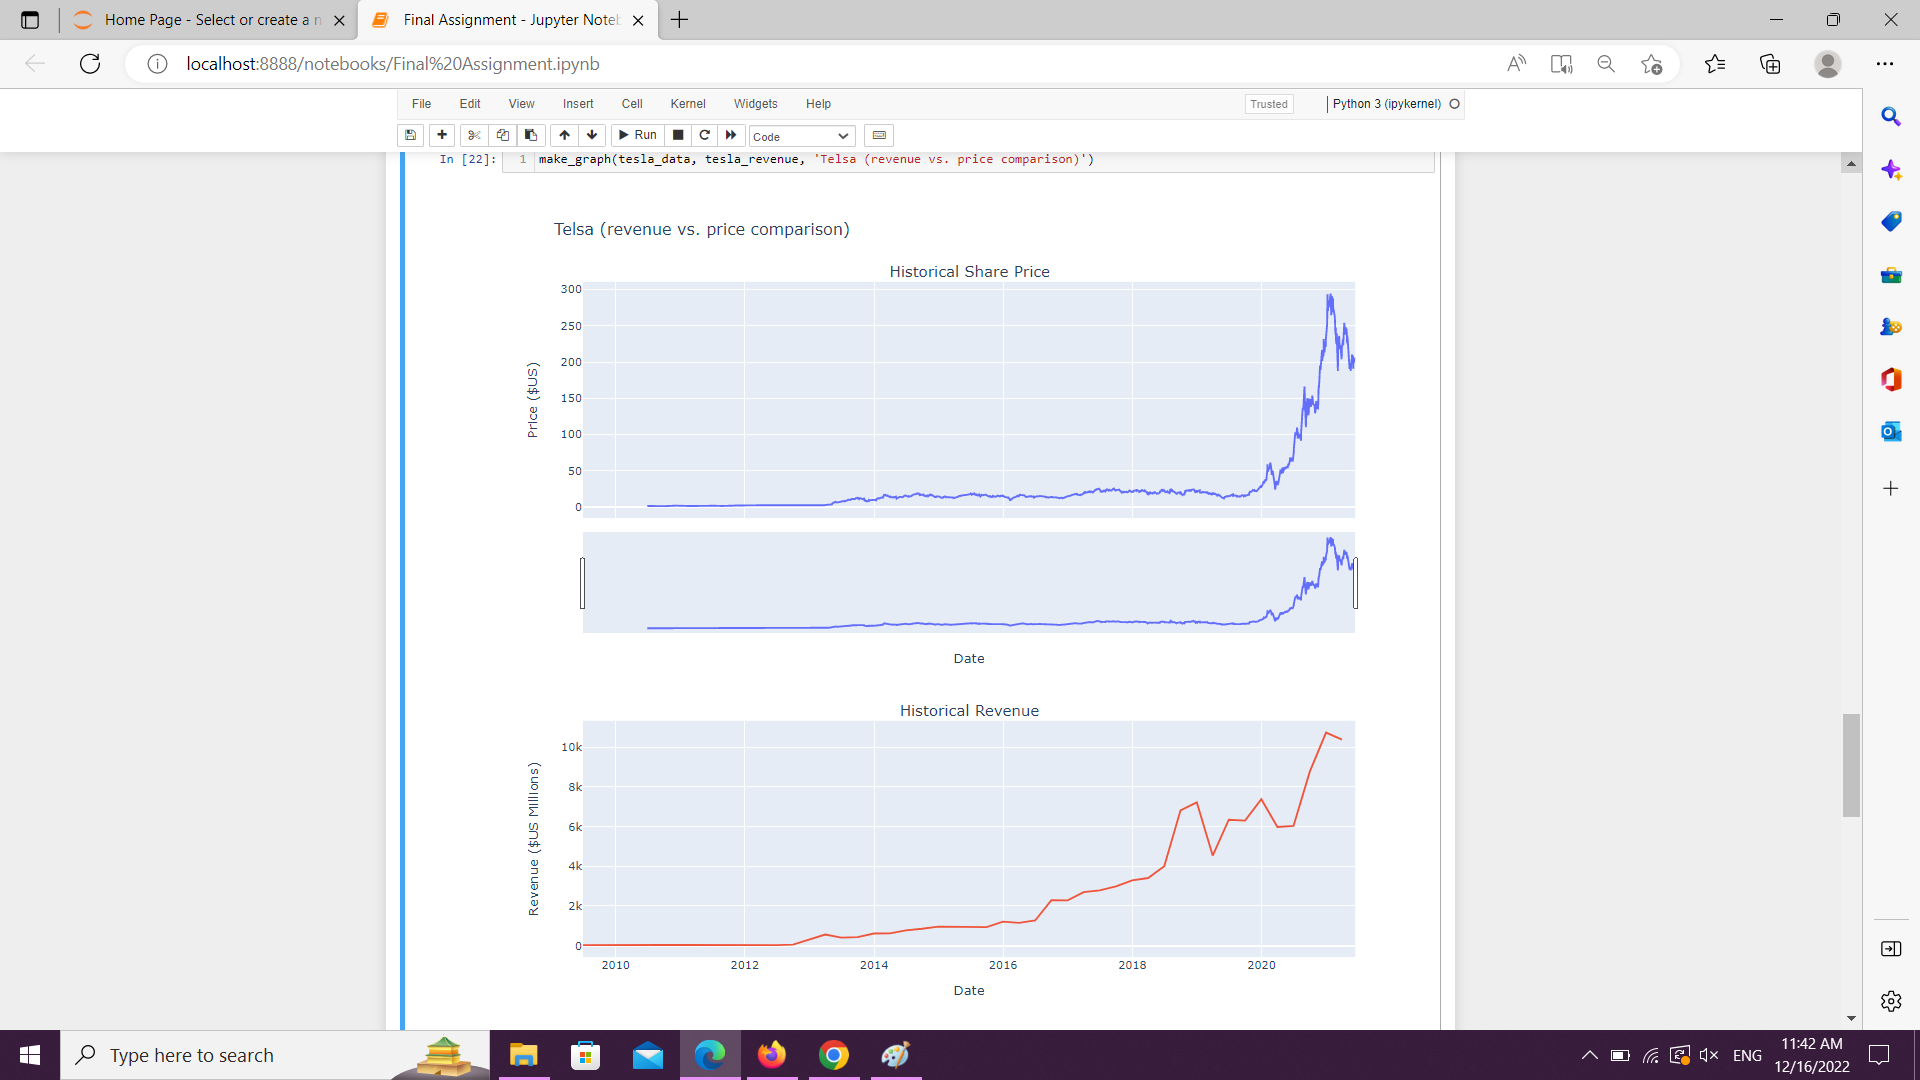 Home Page - Select or create a n
Final Assignment - Jupyter Noteb
localhost:8888/notebooks/Final%20Assignment.ipynb
File Edit View Insert Cell Kernel Widgets Help
Trusted
Python 3 (ipykernel)
Run
Code
In [22]:
1
make_graph(tesla_data, tesla_revenue, 'Telsa (revenue vs. price comparison)')
Telsa (revenue vs. price comparison)
Historical Share Price
300
250
200
150
100
50
0
Price ($US)
Date
Historical Revenue
10k
8k
6k
4k
2k
0
Revenue ($US Millions)
2010 2012 2014 2016 2018 2020
Date
Type here to search
ENG
11:42 AM
12/16/2022